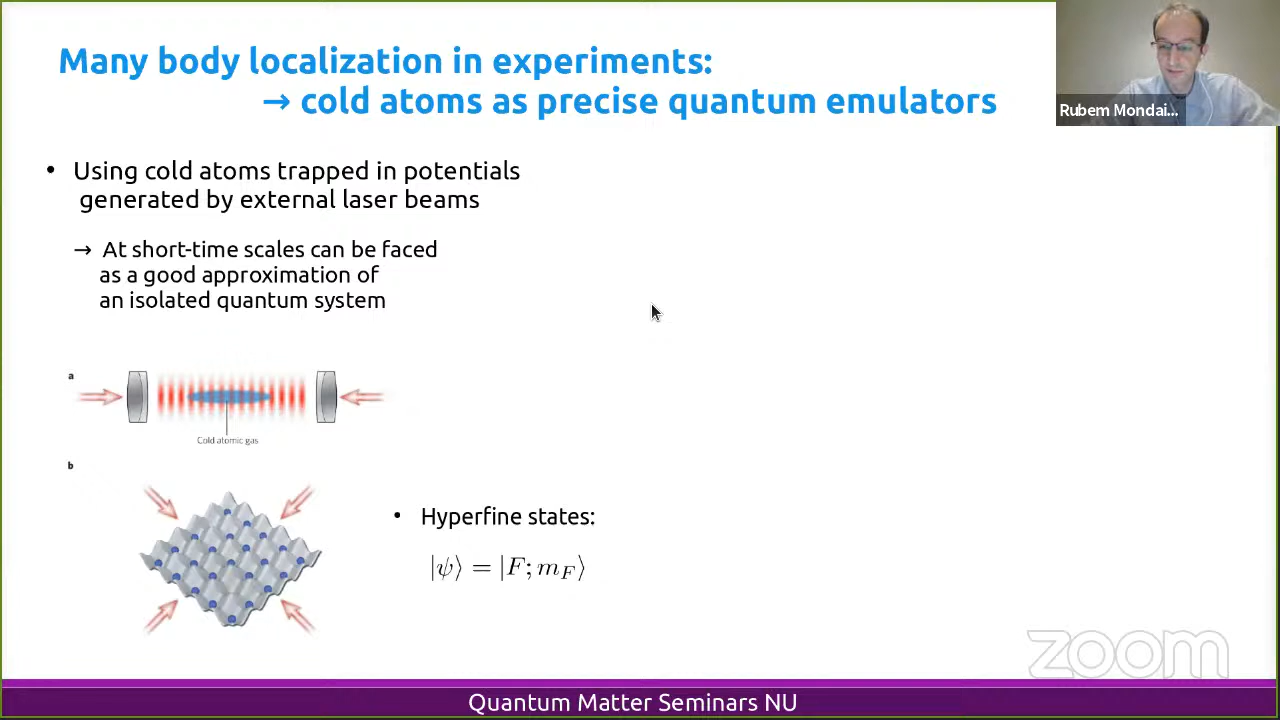 Many body localization in experiments:
→ cold atoms as precise quantum emulators
Rubem Mondai...
• Using cold atoms trapped in potentials
generated by external laser beams
→ At short-time scales can be faced
as a good approximation of
an isolated quantum system
a
Cold atomic gas
b
• Hyperfine states:
|ψ⟩ = |F; m_F⟩
zoom
Quantum Matter Seminars NU